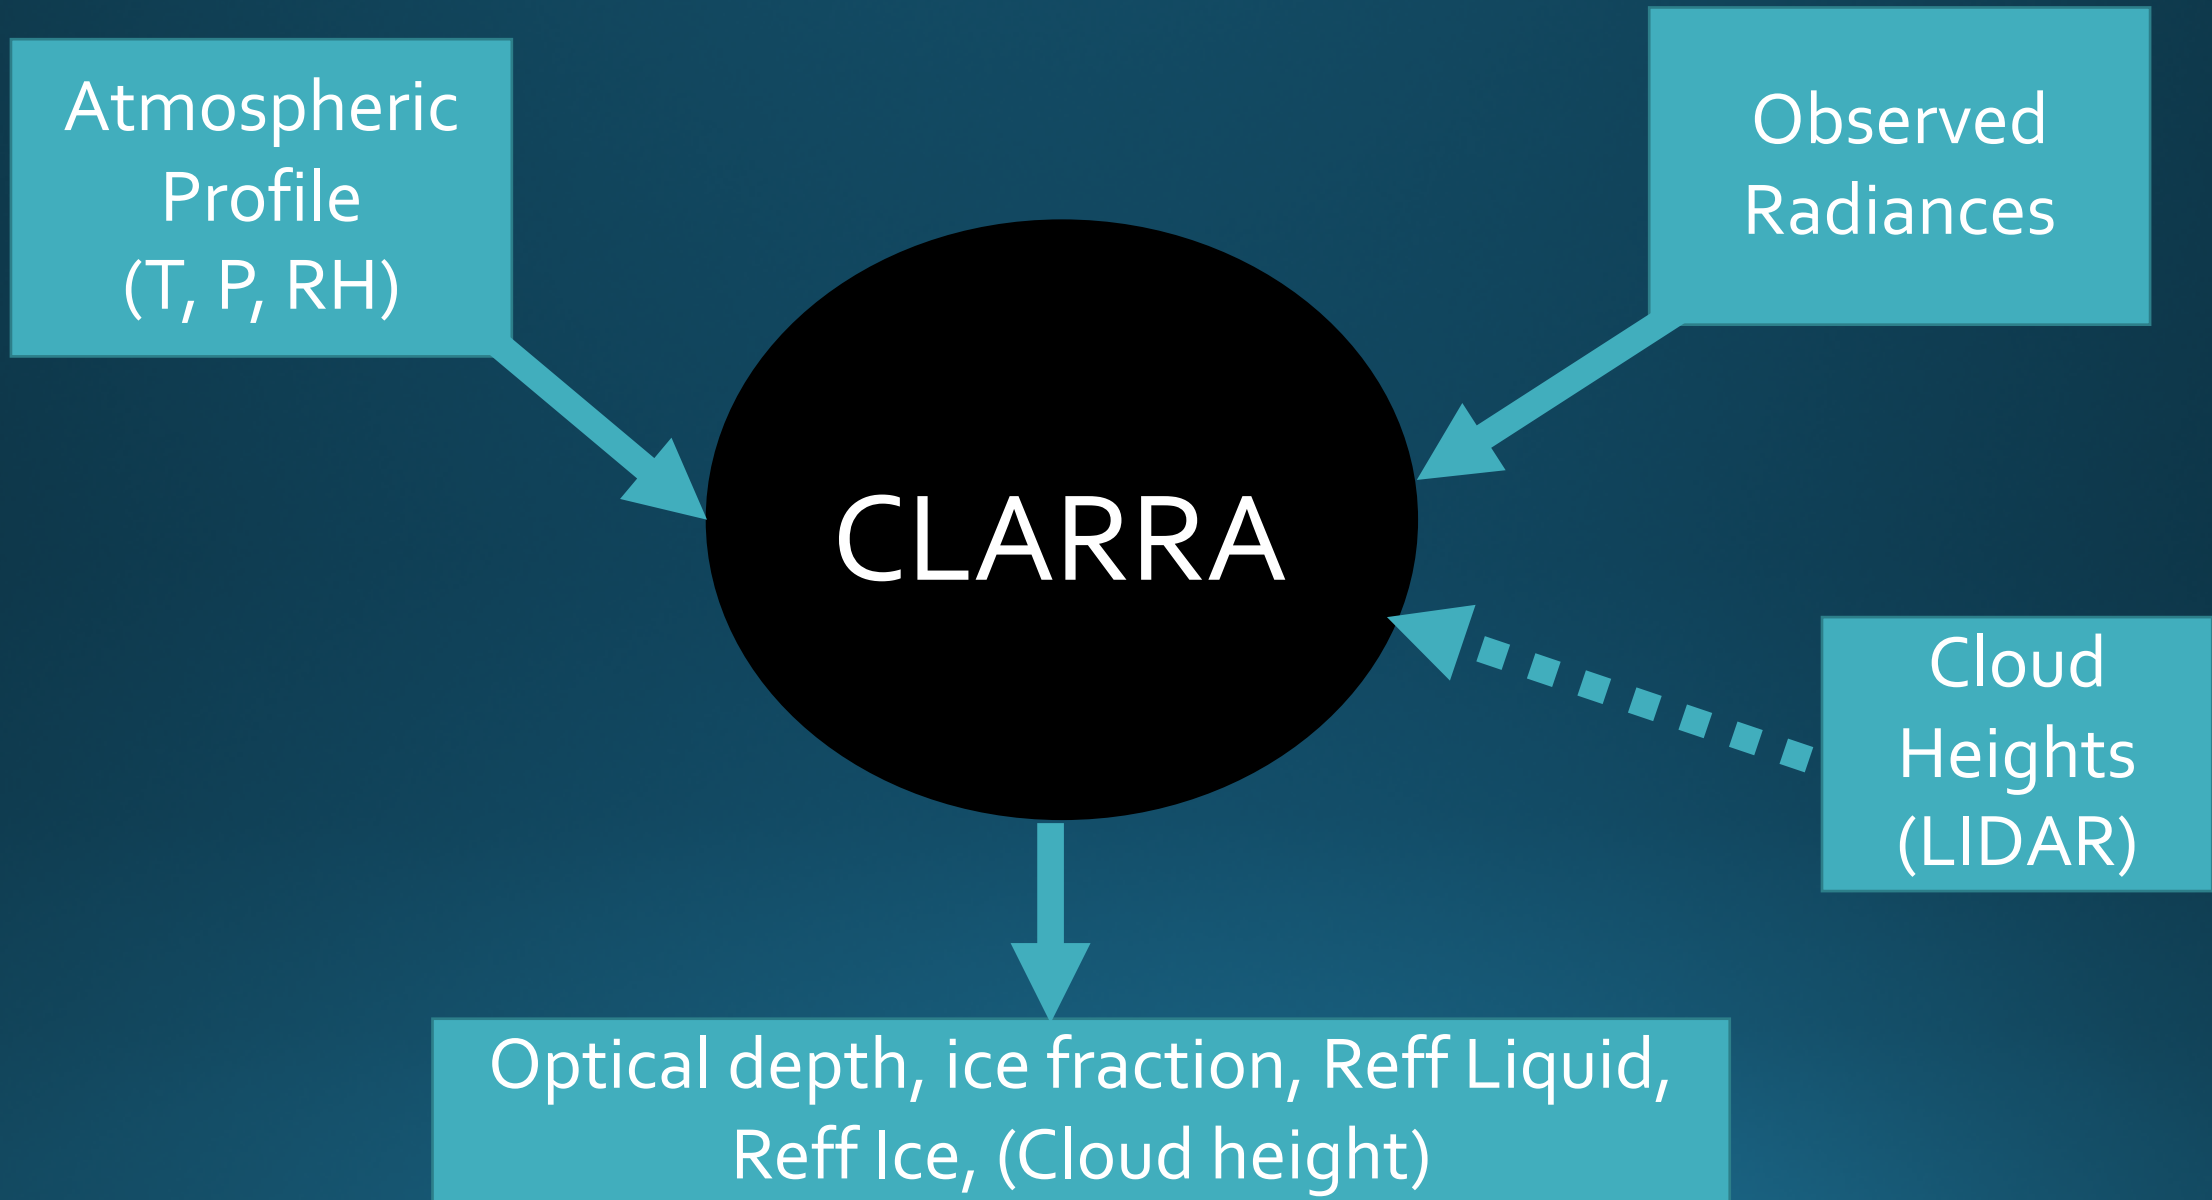 Atmospheric
Profile
(T, P, RH)
Observed
Radiances
CLARRA
Cloud
Heights
(LIDAR)
Optical depth, ice fraction, Reff Liquid,
Reff Ice, (Cloud height)